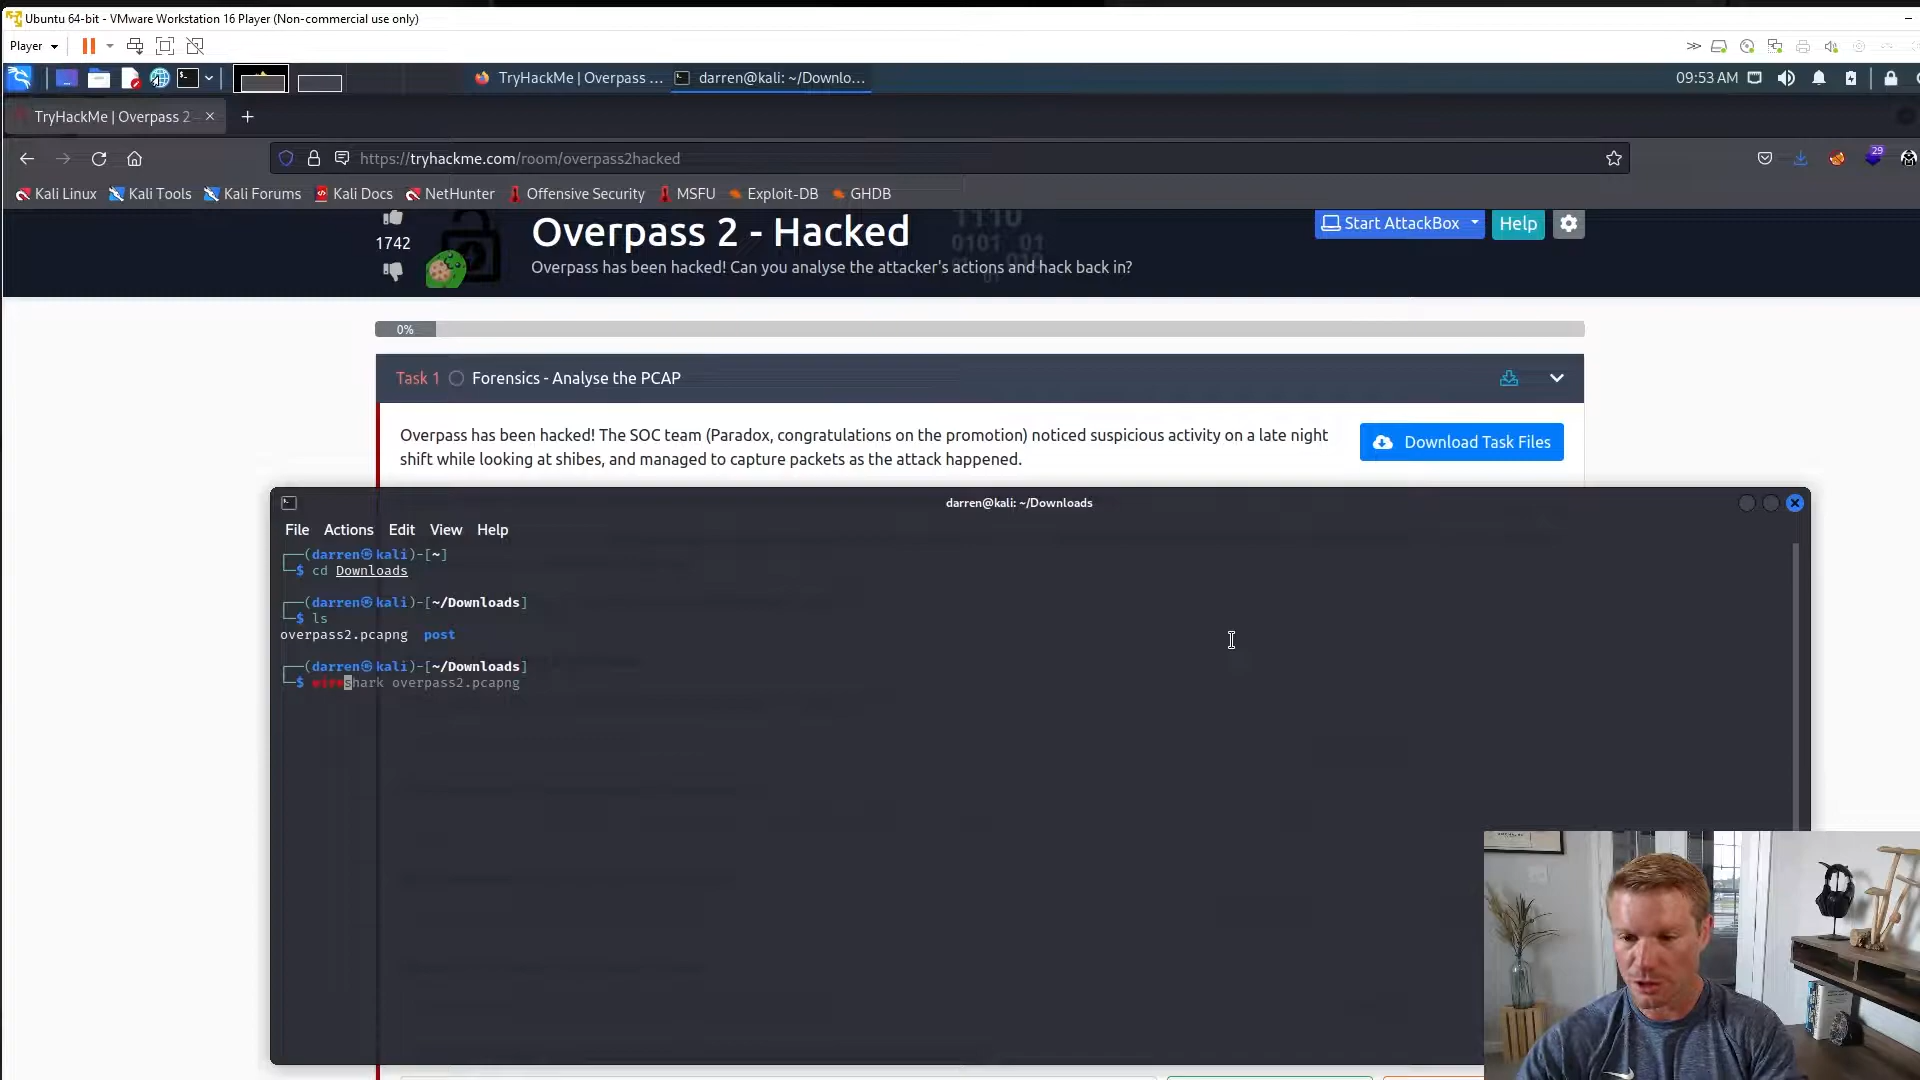 Ubuntu 64-bit - VMware Workstation 16 Player (Non-commercial use only)
Player
TryHackMe | Overpass ...
darren@kali: ~/Downlo...
09:53 AM
TryHackMe | Overpass 2
https://tryhackme.com/room/overpass2hacked
29
Kali Linux
Kali Tools
Kali Forums
Kali Docs
NetHunter
Offensive Security
MSFU
Exploit-DB
GHDB
1742
Overpass 2 - Hacked
Overpass has been hacked! Can you analyse the attacker's actions and hack back in?
Start AttackBox
Help
0%
Task 1
Forensics - Analyse the PCAP
Overpass has been hacked! The SOC team (Paradox, congratulations on the promotion) noticed suspicious activity on a late night
shift while looking at shibes, and managed to capture packets as the attack happened.
Download Task Files
darren@kali: ~/Downloads
File Actions Edit View Help
(darren㉿kali)-[~]
$ cd Downloads
(darren㉿kali)-[~/Downloads]
$ ls
overpass2.pcapng post
(darren㉿kali)-[~/Downloads]
$ wireshark overpass2.pcapng